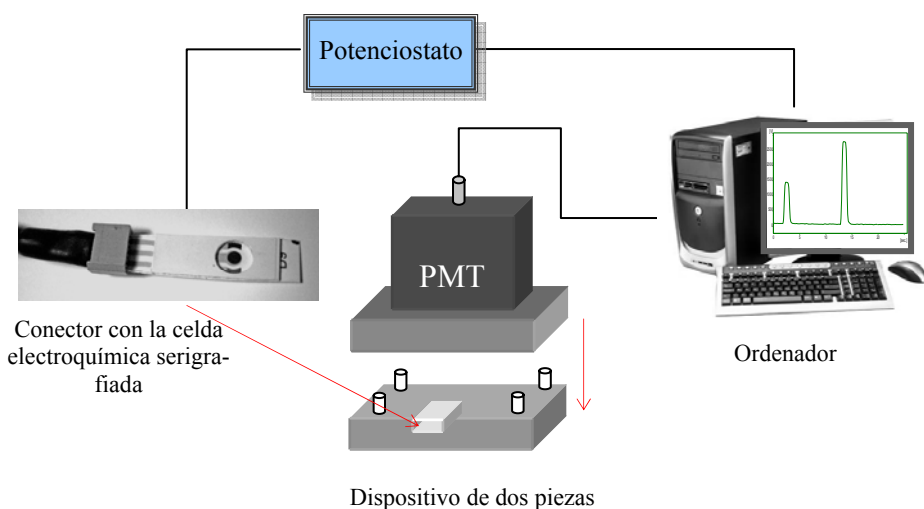 Potenciostato
PMT
Conector con la celda
electroquímica serigra-
fiada
Ordenador
Dispositivo de dos piezas